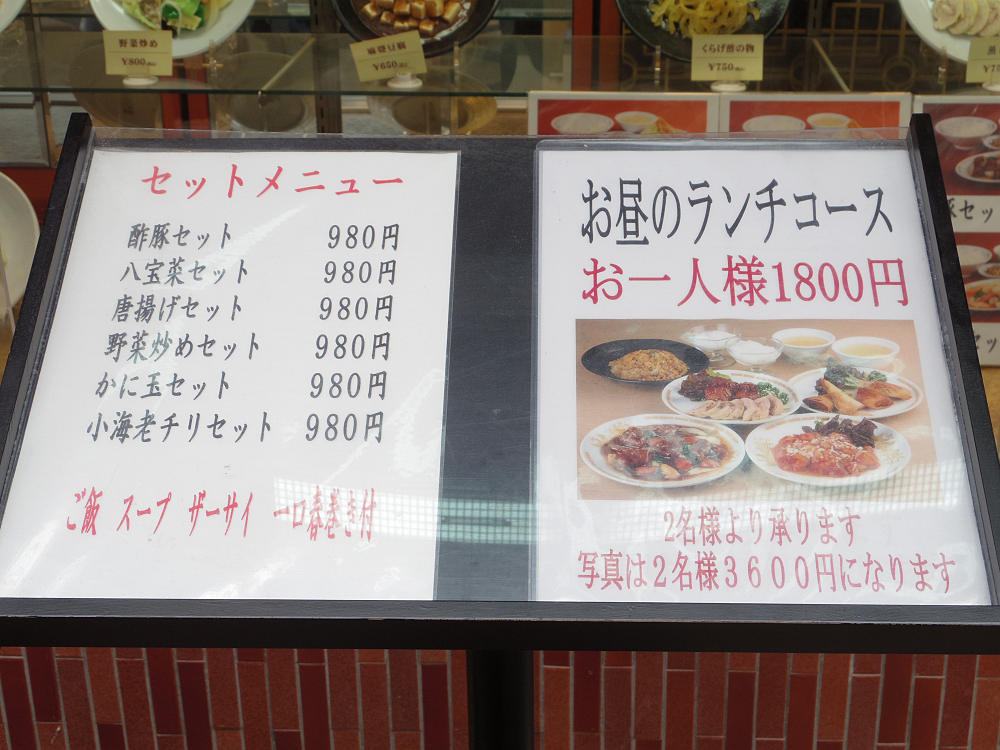 野菜炒め
¥800
麻婆豆腐
¥650
くらげ酢の物
¥750
セットメニュー
酢豚セット 980円
八宝菜セット 980円
唐揚げセット 980円
野菜炒めセット 980円
かに玉セット 980円
小海老チリセット 980円
ご飯 スープ ザーサイ 一口春巻き付
お昼のランチコース
お一人様1800円
2名様より承ります
写真は2名様3600円になります